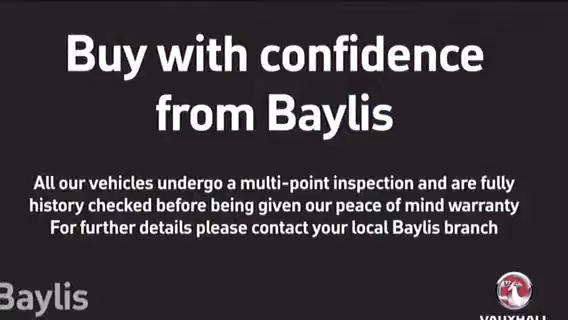 Buy with confidence
from Baylis
All our vehicles undergo a multi-point inspection and are fully
history checked before being given our peace of mind warranty
For further details please contact your local Baylis branch
Baylis
VAUXHALL